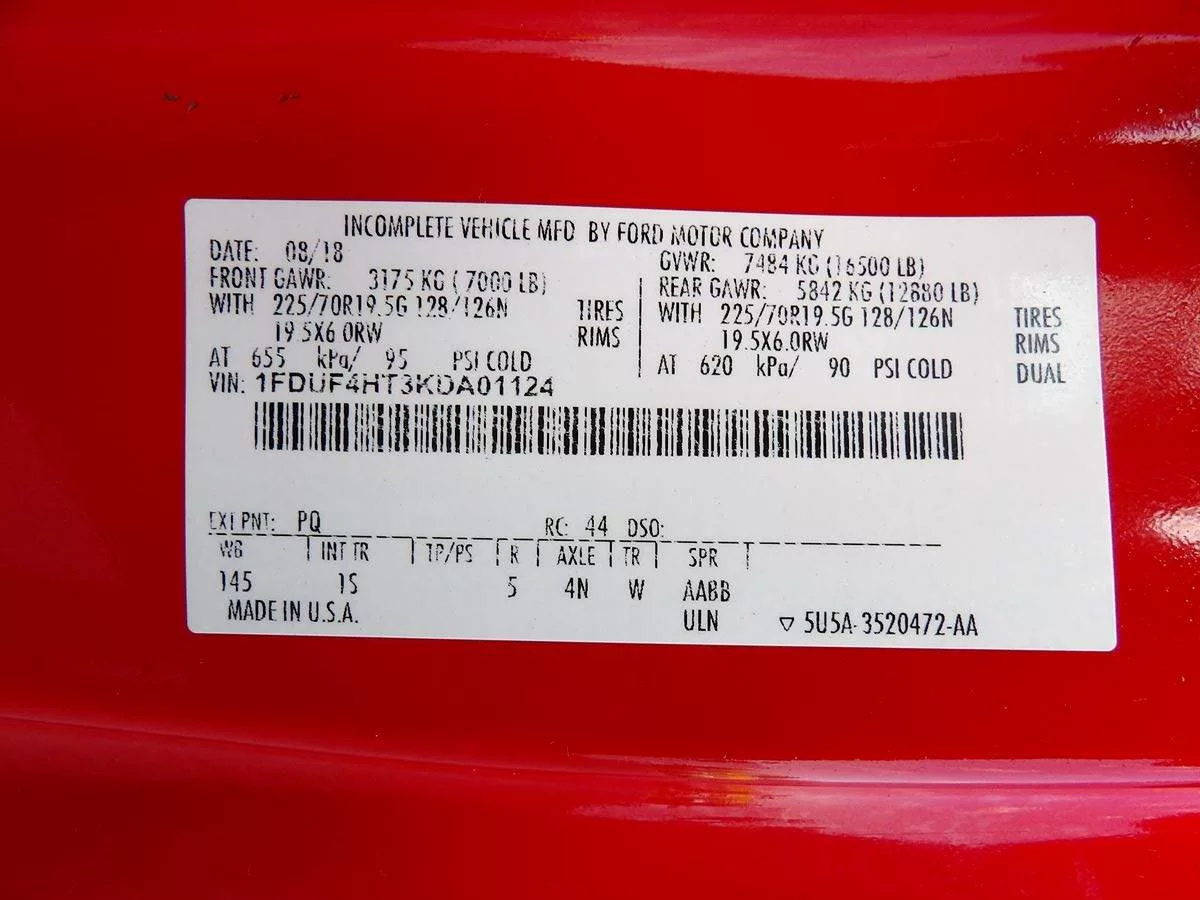 INCOMPLETE VEHICLE MFD BY FORD MOTOR COMPANY
DATE: 08/18 GVWR: 7484 KG (16500 LB)
FRONT GAWR: 3175 KG (7000 LB) REAR GAWR: 5842 KG (12880 LB)
WITH 225/70R19.5G 128/126N TIRES WITH 225/70R19.5G 128/126N TIRES
19.5X6.0RW RIMS 19.5X6.0RW RIMS
AT 655 kPa/ 95 PSI COLD AT 620 kPa/ 90 PSI COLD DUAL
VIN: 1FDUF4HT3KDA01124
EXT PNT: PQ RC: 44 DSO:
WB INT TR TP/PS R AXLE TR SPR
145 1S 5 4N W AABB
MADE IN U.S.A. ULN ▽ 5U5A-3520472-AA